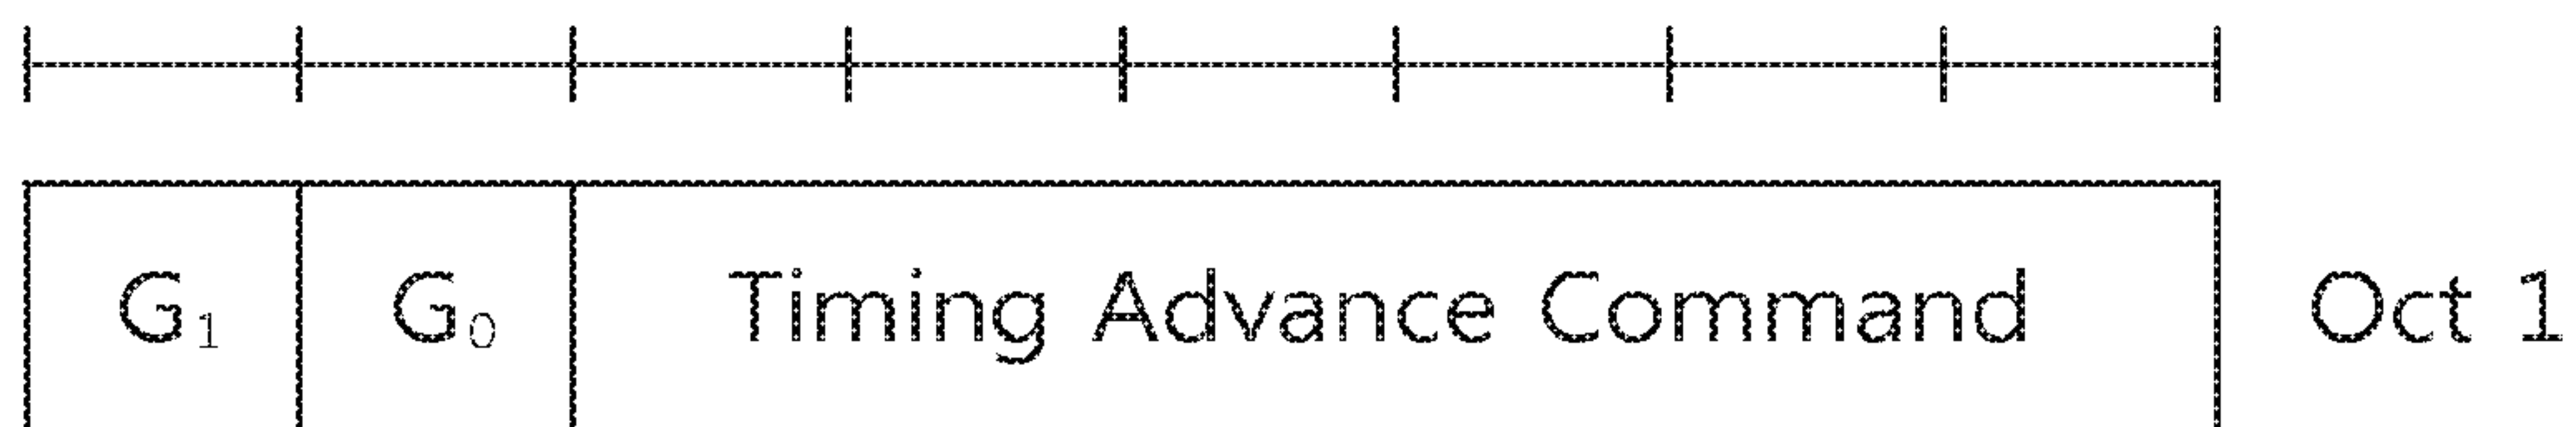 G₁ G₀ Timing Advance Command Oct 1